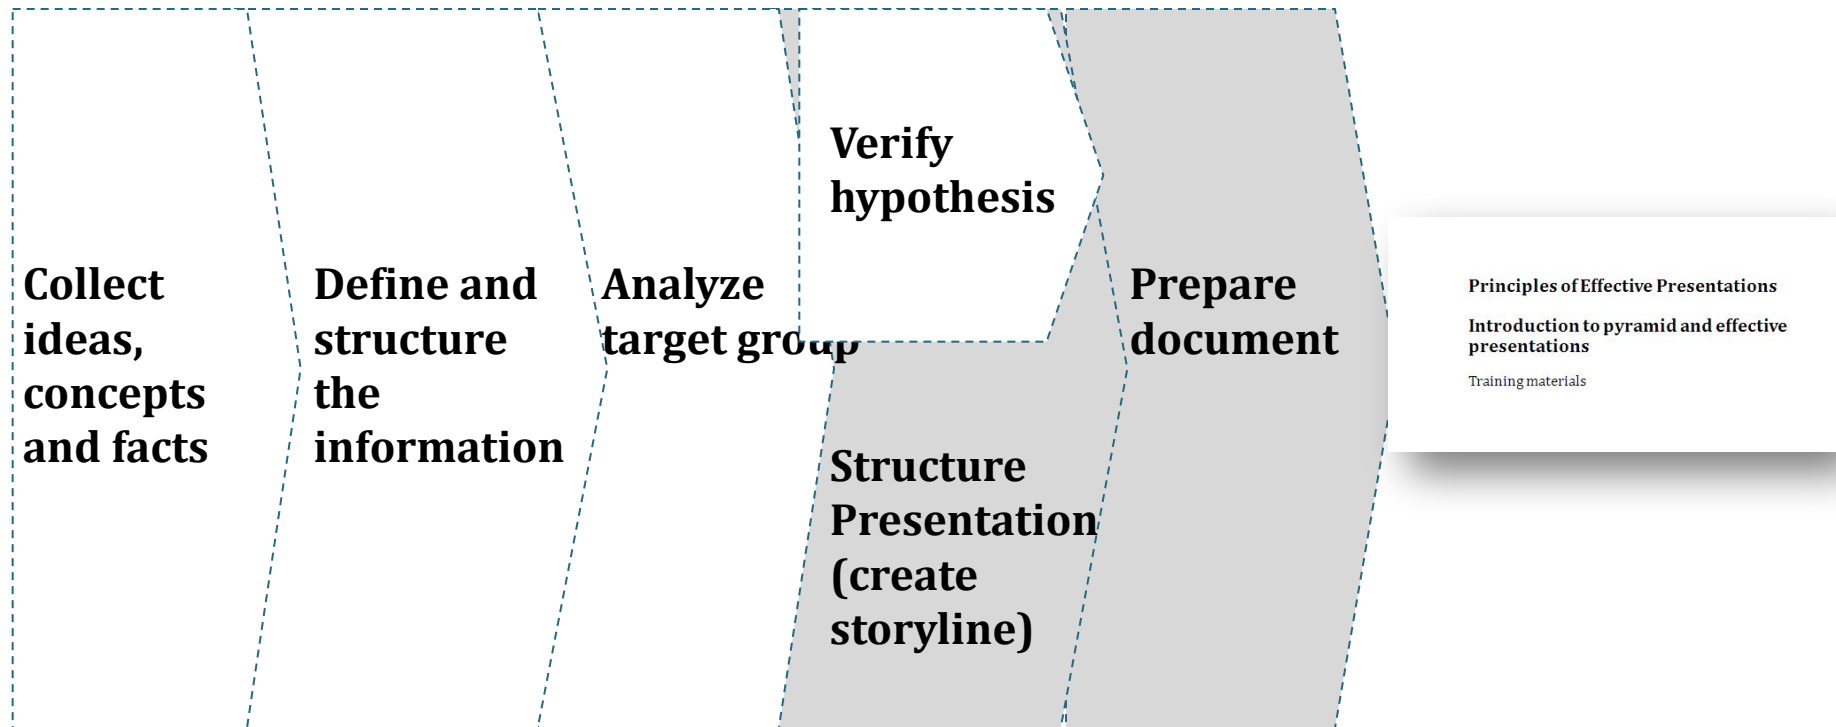 Collect
ideas,
concepts
and facts
Define and
structure
the
information
Analyze
target group
Verify
hypothesis
Structure
Presentation
(create
storyline)
Prepare
document
Principles of Effective Presentations
Introduction to pyramid and effective
presentations
Training materials